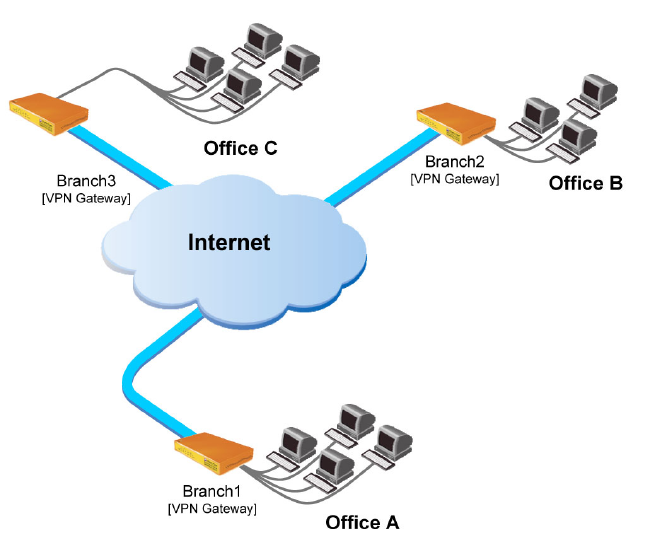 Office C
Branch3
[VPN Gateway]
Branch2
[VPN Gateway]
Office B
Internet
Branch1
[VPN Gateway]
Office A